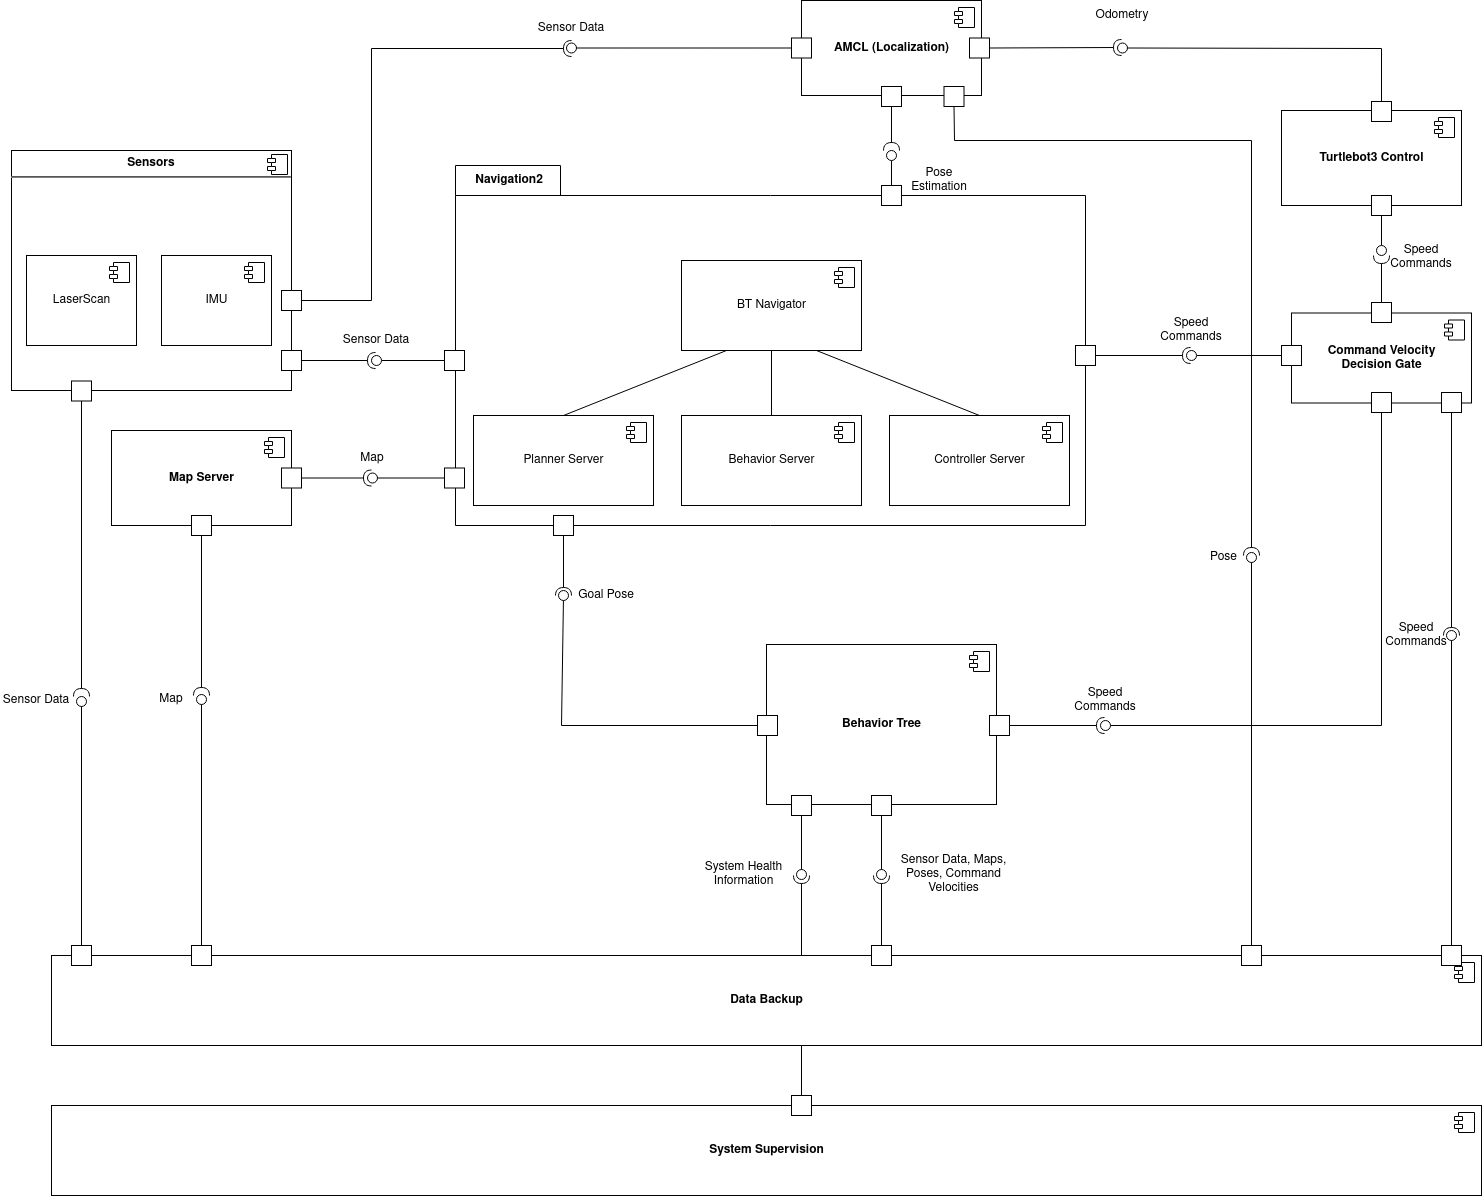 Sensor Data
Odometry
AMCL (Localization)
Turtlebot3 Control
Sensors
Navigation2
Pose
Estimation
Speed
Commands
LaserScan
IMU
BT Navigator
Sensor Data
Speed
Commands
Command Velocity
Decision Gate
Map
Map Server
Planner Server
Behavior Server
Controller Server
Pose
Goal Pose
Speed
Commands
Sensor Data
Map
Behavior Tree
Speed
Commands
System Health
Information
Sensor Data, Maps,
Poses, Command
Velocities
Data Backup
System Supervision